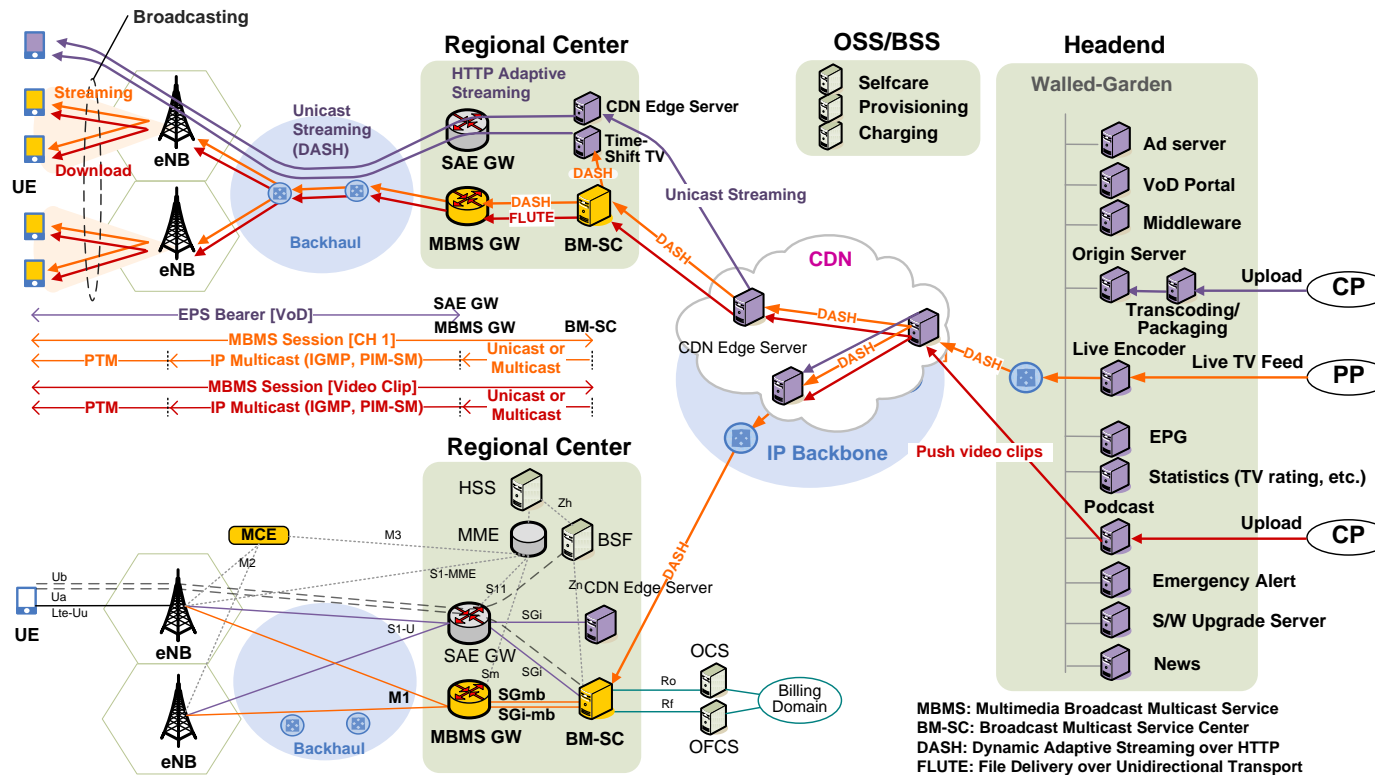 Broadcasting
Regional Center
OSS/BSS
Headend
HTTP Adaptive
Streaming
Selfcare
Provisioning
Charging
Walled-Garden
Streaming
Unicast
Streaming
(DASH)
CDN Edge Server
Time-
Shift TV
SAE GW
eNB
Download
UE
DASH
DASH
FLUTE
MBMS GW
BM-SC
Backhaul
eNB
Unicast Streaming
Ad server
VoD Portal
Middleware
Origin Server
Upload
CP
Transcoding/
Packaging
CDN
DASH
DASH
DASH
DASH
CDN Edge Server
Live Encoder
Live TV Feed
PP
IP Backbone
Push video clips
EPG
Statistics (TV rating, etc.)
Podcast
Upload
CP
Emergency Alert
S/W Upgrade Server
News
SAE GW
EPS Bearer [VoD]
MBMS GW
BM-SC
MBMS Session [CH 1]
PTM
IP Multicast (IGMP, PIM-SM)
Unicast or
Multicast
MBMS Session [Video Clip]
PTM
IP Multicast (IGMP, PIM-SM)
Unicast or
Multicast
Regional Center
HSS
Zh
MCE
M3
MME
BSF
M2
S1-MME
S11
Zn
CDN Edge Server
DASH
Ub
Ua
Lte-Uu
UE
eNB
S1-U
SGi
SAE GW
SGi
Sm
M1
SGmb
SGi-mb
MBMS GW
BM-SC
Backhaul
eNB
OCS
Ro
Rf
OFCS
Billing
Domain
MBMS: Multimedia Broadcast Multicast Service
BM-SC: Broadcast Multicast Service Center
DASH: Dynamic Adaptive Streaming over HTTP
FLUTE: File Delivery over Unidirectional Transport